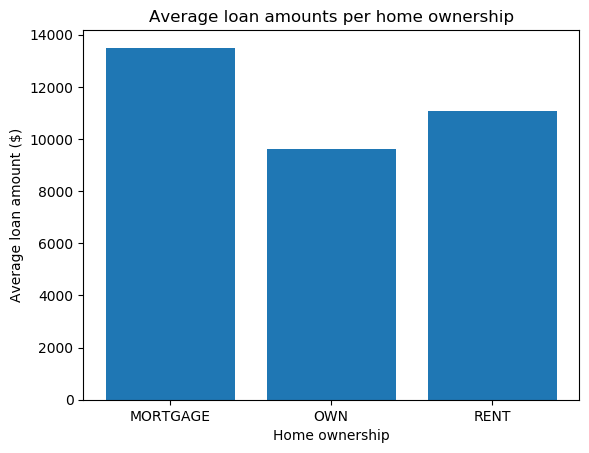 Average loan amounts per home ownership
14000
12000
10000
8000
6000
4000
2000
0
Average loan amount ($)
MORTGAGE OWN RENT
Home ownership